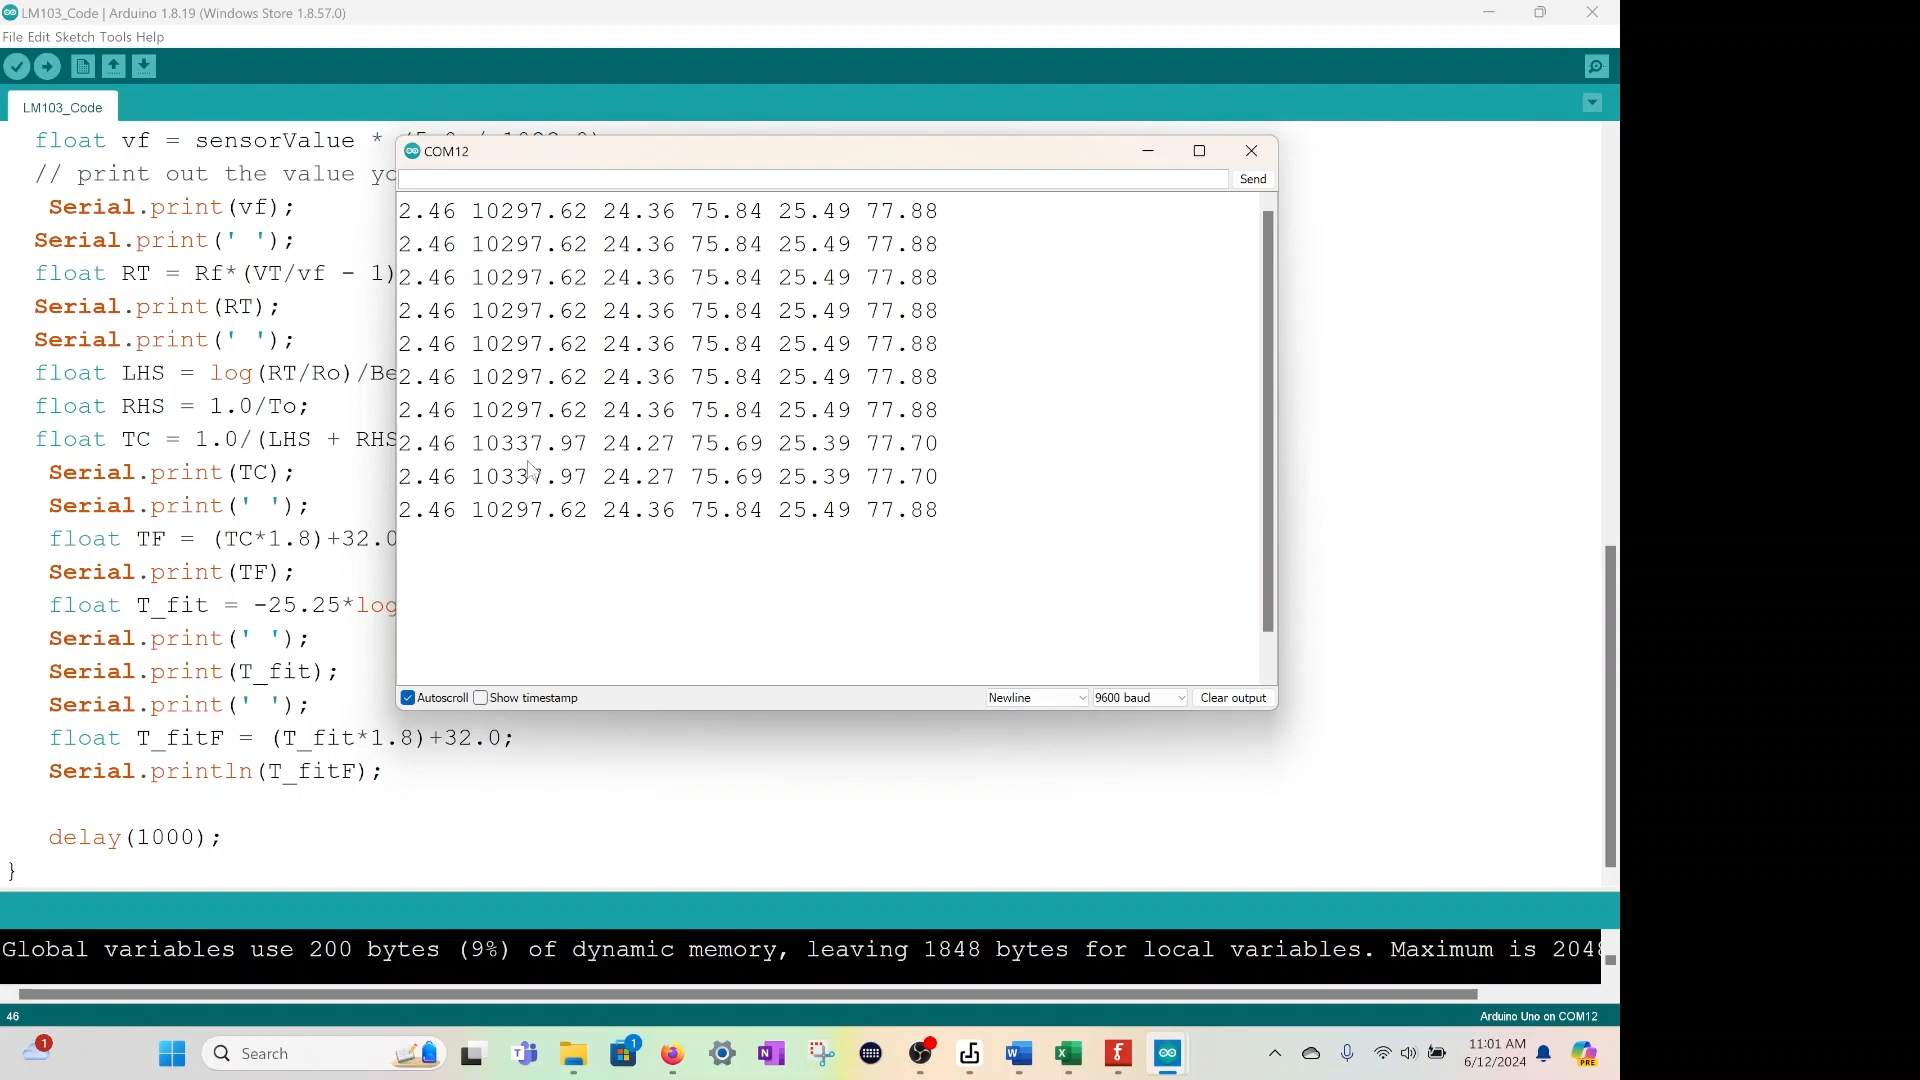 LM103_Code | Arduino 1.8.19 (Windows Store 1.8.57.0)
File Edit Sketch Tools Help
LM103_Code
float vf = sensorValue *
// print out the value yo
Serial.print(vf);
Serial.print(' ');
float RT = Rf*(VT/vf - 1)
Serial.print(RT);
Serial.print(' ');
float LHS = log(RT/Ro)/Be
float RHS = 1.0/To;
float TC = 1.0/(LHS + RHS
Serial.print(TC);
Serial.print(' ');
float TF = (TC*1.8)+32.0
Serial.print(TF);
float T_fit = -25.25*log
Serial.print(' ');
Serial.print(T_fit);
Serial.print(' ');
float T_fitF = (T_fit*1.8)+32.0;
Serial.println(T_fitF);
delay(1000);
}
COM12
Send
2.46 10297.62 24.36 75.84 25.49 77.88
2.46 10297.62 24.36 75.84 25.49 77.88
2.46 10297.62 24.36 75.84 25.49 77.88
2.46 10297.62 24.36 75.84 25.49 77.88
2.46 10297.62 24.36 75.84 25.49 77.88
2.46 10297.62 24.36 75.84 25.49 77.88
2.46 10297.62 24.36 75.84 25.49 77.88
2.46 10337.97 24.27 75.69 25.39 77.70
2.46 10337.97 24.27 75.69 25.39 77.70
2.46 10297.62 24.36 75.84 25.49 77.88
Autoscroll Show timestamp Newline 9600 baud Clear output
Global variables use 200 bytes (9%) of dynamic memory, leaving 1848 bytes for local variables. Maximum is 2048
46 Arduino Uno on COM12
1
Search
1
11:01 AM
6/12/2024
PRE